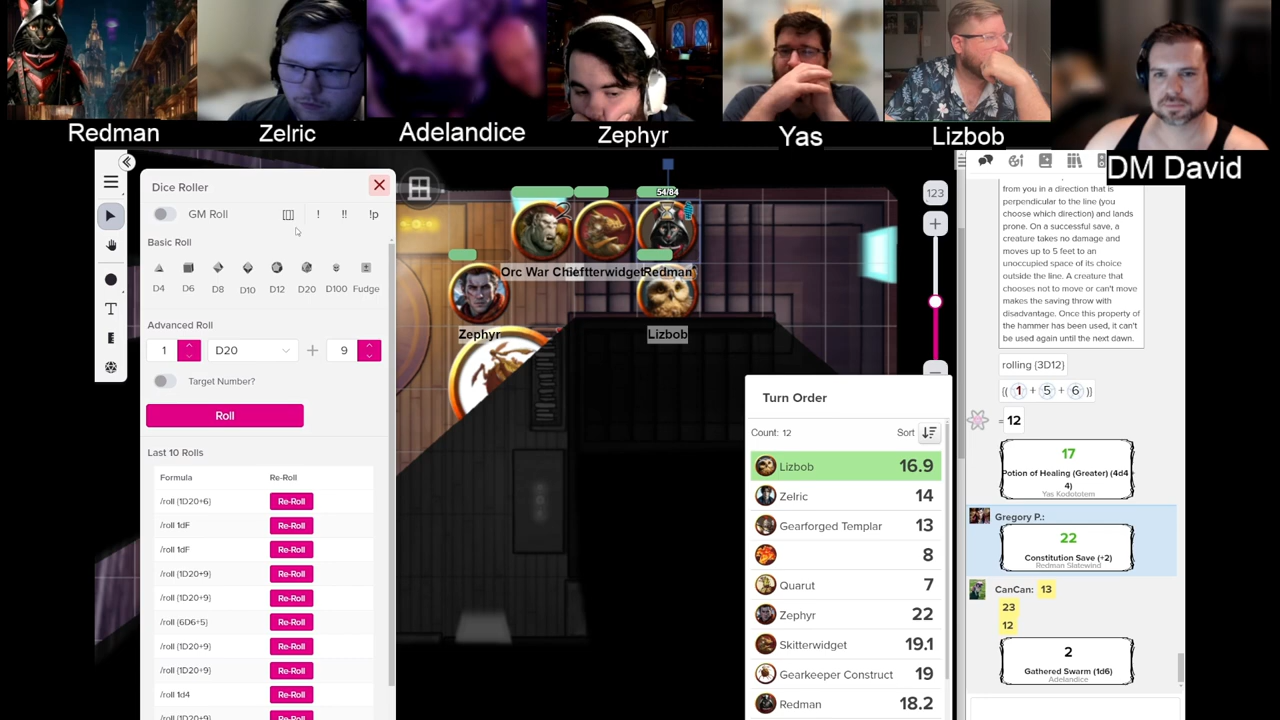 Redman
Zelric
Adelandice
Zephyr
Yas
Lizbob
DM David
Dice Roller
GM Roll
[[]]
!
!!
!p
Basic Roll
D4
D6
D8
D10
D12
D20
D100
Fudge
Advanced Roll
1
D20
9
Target Number?
Roll
Last 10 Rolls
Formula
Re-Roll
/roll {1D20+6}
Re-Roll
/roll 1dF
Re-Roll
/roll 1dF
Re-Roll
/roll {1D20+9}
Re-Roll
/roll {1D20+9}
Re-Roll
/roll {6D6+5}
Re-Roll
/roll {1D20+9}
Re-Roll
/roll {1D20+9}
Re-Roll
/roll 1d4
Re-Roll
/roll {1D20+9}
Re-Roll
54/84
2
Orc War Chief
tterwidget
Redman
Zephyr
Lizbob
123
Turn Order
Count: 12
Sort
Lizbob
16.9
Zelric
14
Gearforged Templar
13
8
Quarut
7
Zephyr
22
Skitterwidget
19.1
Gearkeeper Construct
19
Redman
18.2
from you in a direction that is
perpendicular to the line (you
choose which direction) and lands
prone. On a successful save, a
creature takes no damage and
moves up to 5 feet to an
unoccupied space of its choice
outside the line. A creature that
chooses not to move or can't move
makes the saving throw with
disadvantage. Once this property
of the hammer has been used, it can't
be used again until the next dawn.
rolling {3D12}
(( 1 + 5 + 6 ))
= 12
17
Potion of Healing (Greater) (4d4 +
4)
Yas Kodototem
Gregory P.:
22
Constitution Save (+2)
Redman Slatewind
CanCan: 13
23
12
2
Gathered Swarm (1d6)
Adelandice